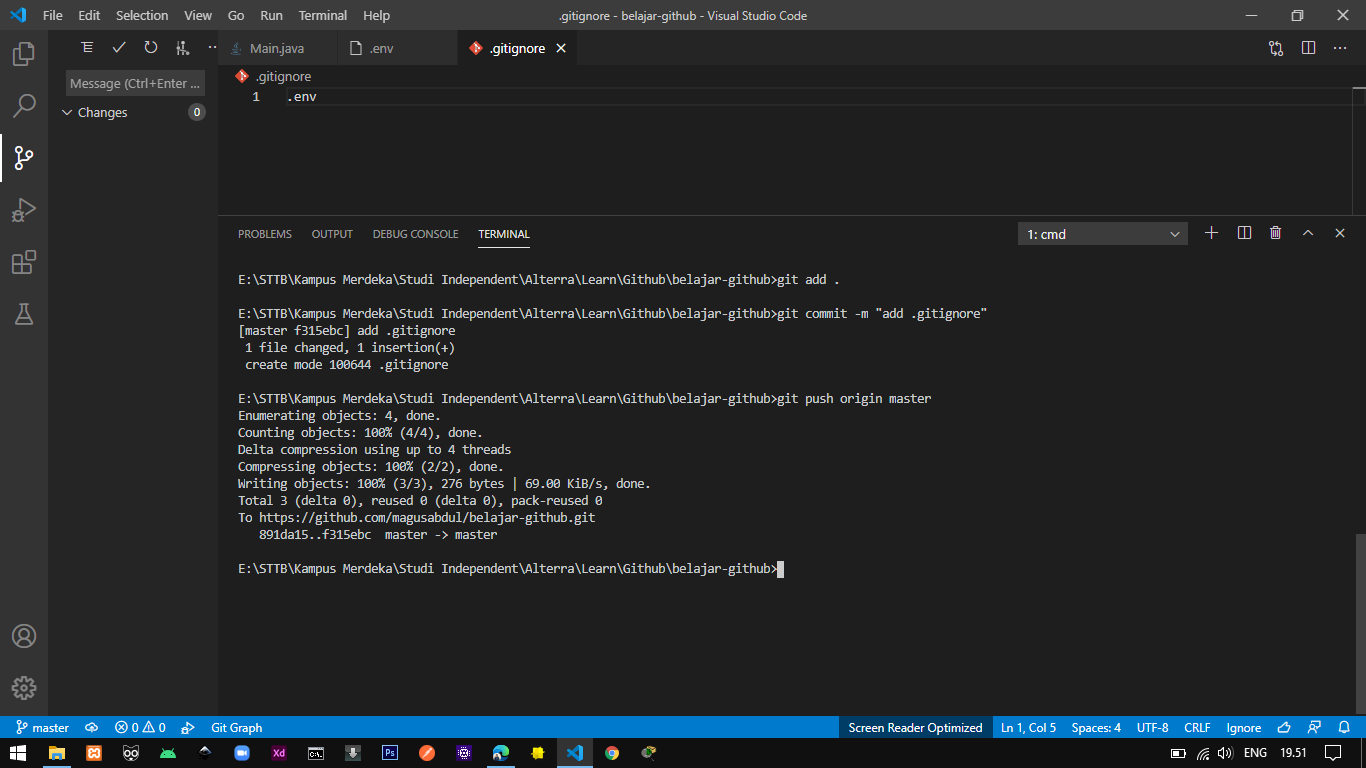 File Edit Selection View Go Run Terminal Help .gitignore - belajar-github - Visual Studio Code
Main.java .env .gitignore
Message (Ctrl+Enter ...
Changes 0
.gitignore
1 .env
PROBLEMS OUTPUT DEBUG CONSOLE TERMINAL 1: cmd
E:\STTB\Kampus Merdeka\Studi Independent\Alterra\Learn\Github\belajar-github>git add .
E:\STTB\Kampus Merdeka\Studi Independent\Alterra\Learn\Github\belajar-github>git commit -m "add .gitignore"
[master f315ebc] add .gitignore
1 file changed, 1 insertion(+)
create mode 100644 .gitignore
E:\STTB\Kampus Merdeka\Studi Independent\Alterra\Learn\Github\belajar-github>git push origin master
Enumerating objects: 4, done.
Counting objects: 100% (4/4), done.
Delta compression using up to 4 threads
Compressing objects: 100% (2/2), done.
Writing objects: 100% (3/3), 276 bytes | 69.00 KiB/s, done.
Total 3 (delta 0), reused 0 (delta 0), pack-reused 0
To https://github.com/magusabdul/belajar-github.git
891da15..f315ebc master -> master
E:\STTB\Kampus Merdeka\Studi Independent\Alterra\Learn\Github\belajar-github>
master 0 0 Git Graph Screen Reader Optimized Ln 1, Col 5 Spaces: 4 UTF-8 CRLF Ignore
Xd Ps ENG 19.51